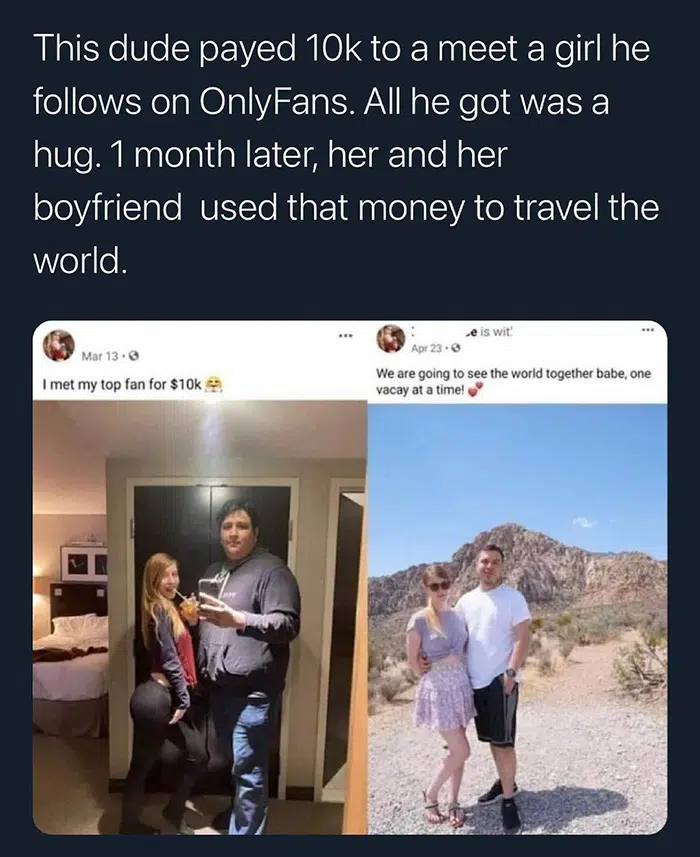 This dude payed 10k to a meet a girl he
follows on OnlyFans. All he got was a
hug. 1 month later, her and her
boyfriend used that money to travel the
world.
Mar 13 ·
I met my top fan for $10k 🤗
e is wit
Apr 23 ·
We are going to see the world together babe, one
vacay at a time! 💕